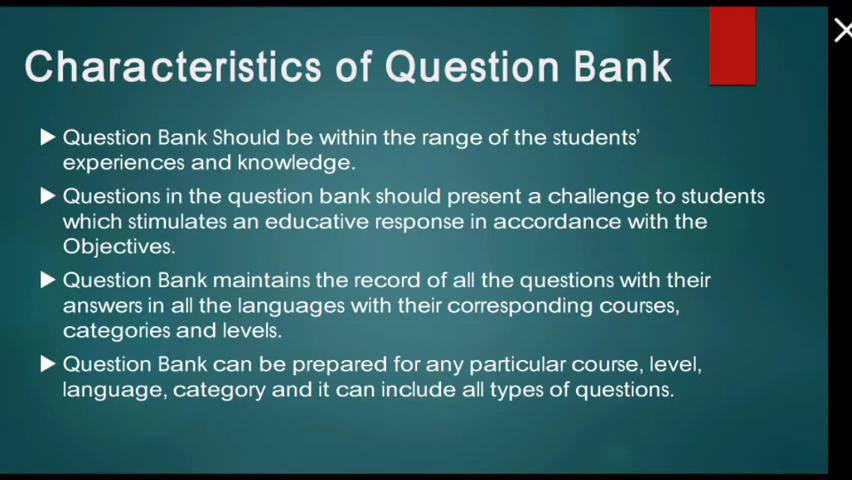 Characteristics of Question Bank
Question Bank Should be within the range of the students'
experiences and knowledge.
Questions in the question bank should present a challenge to students
which stimulates an educative response in accordance with the
Objectives.
Question Bank maintains the record of all the questions with their
answers in all the languages with their corresponding courses,
categories and levels.
Question Bank can be prepared for any particular course, level,
language, category and it can include all types of questions.